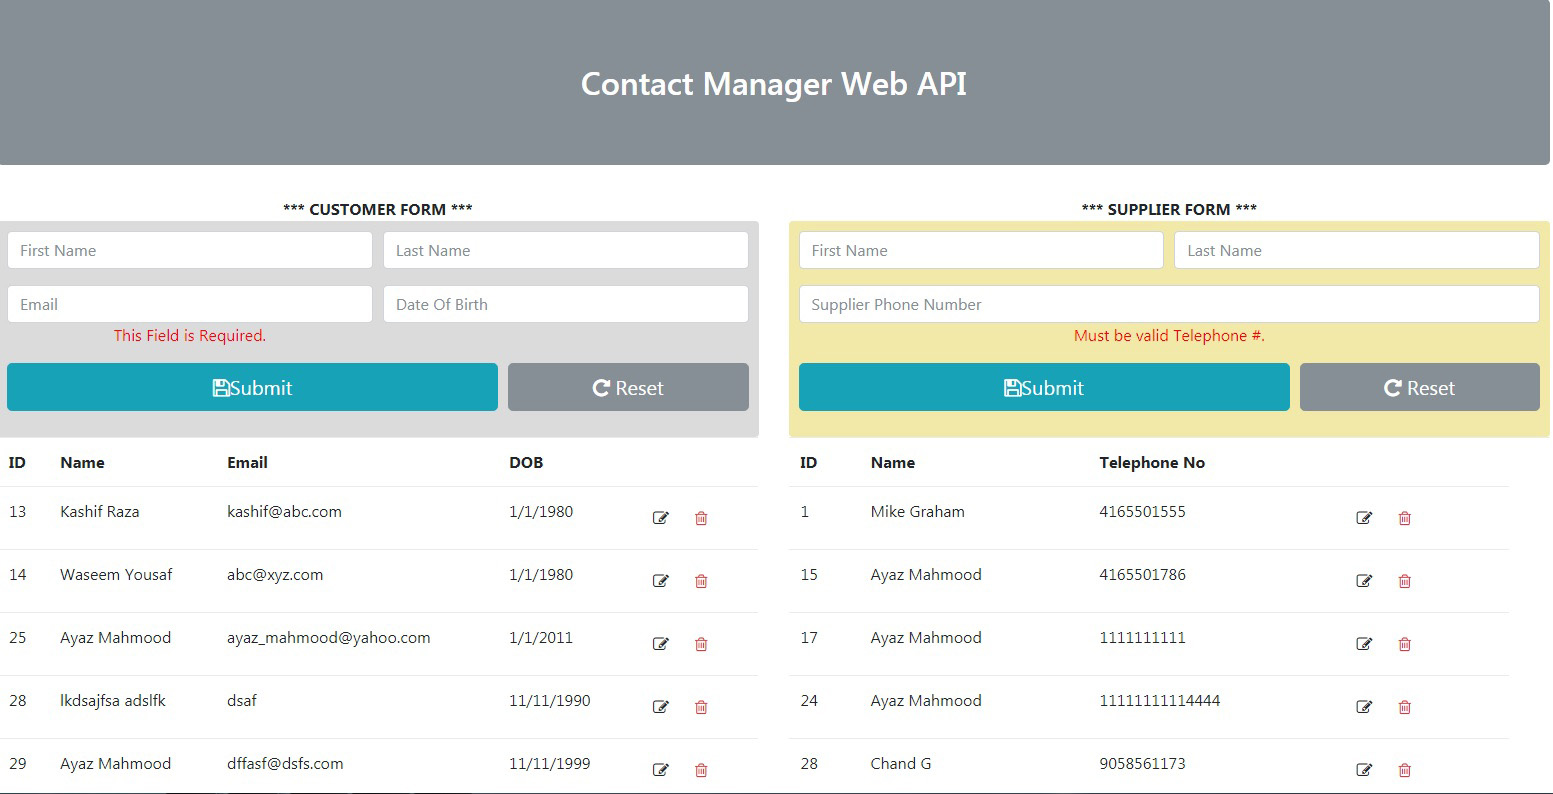 Contact Manager Web API
*** CUSTOMER FORM ***
First Name Last Name
Email Date Of Birth
This Field is Required.
Submit Reset
ID Name Email DOB
13 Kashif Raza kashif@abc.com 1/1/1980
14 Waseem Yousaf abc@xyz.com 1/1/1980
25 Ayaz Mahmood ayaz_mahmood@yahoo.com 1/1/2011
28 lkdsajfsa adslfk dsaf 11/11/1990
29 Ayaz Mahmood dffasf@dsfs.com 11/11/1999
*** SUPPLIER FORM ***
First Name Last Name
Supplier Phone Number
Must be valid Telephone #.
Submit Reset
ID Name Telephone No
1 Mike Graham 4165501555
15 Ayaz Mahmood 4165501786
17 Ayaz Mahmood 1111111111
24 Ayaz Mahmood 11111111114444
28 Chand G 9058561173